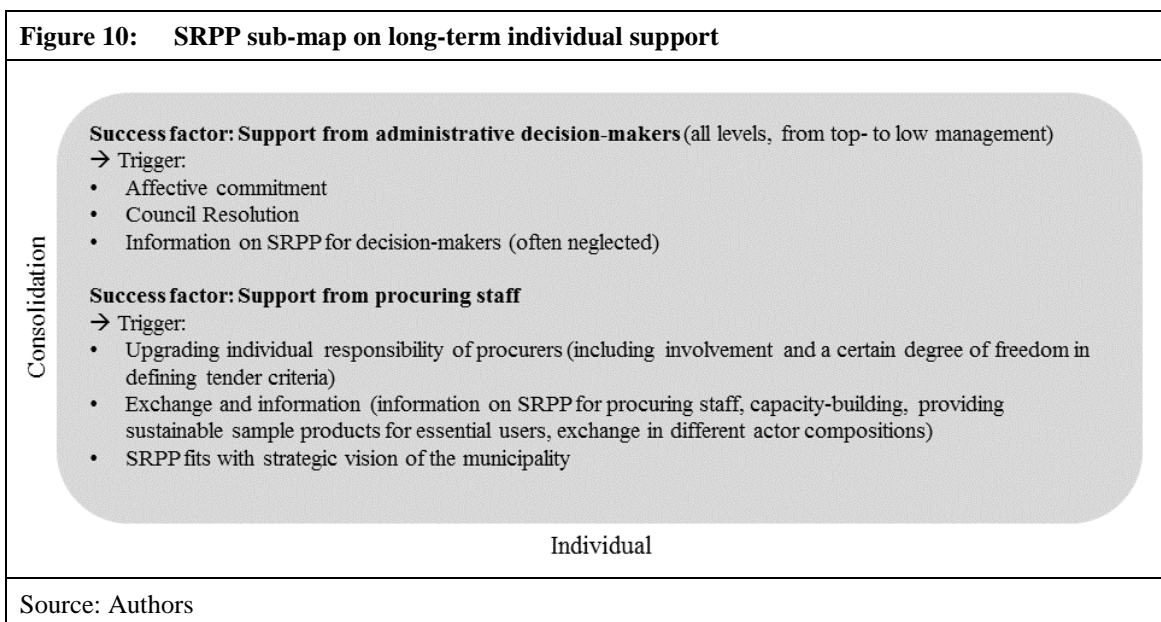 Figure 10: SRPP sub-map on long-term individual support
Success factor: Support from administrative decision-makers (all levels, from top- to low management)
→ Trigger:
• Affective commitment
• Council Resolution
• Information on SRPP for decision-makers (often neglected)
Success factor: Support from procuring staff
→ Trigger:
• Upgrading individual responsibility of procurers (including involvement and a certain degree of freedom in
defining tender criteria)
• Exchange and information (information on SRPP for procuring staff, capacity-building, providing
sustainable sample products for essential users, exchange in different actor compositions)
• SRPP fits with strategic vision of the municipality
Consolidation
Individual
Source: Authors